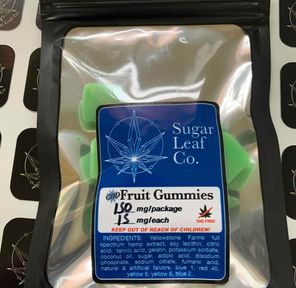 Sugar
Leaf
Co.
Fruit Gummies
150 mg/package
15 mg/each
THC-FREE
KEEP OUT OF REACH OF CHILDREN!
Ingredients: Yellowstone Farms full
spectrum hemp extract, soy lecithin, citric
acid, tannic acid, gelatin, potassium sorbate,
coconut oil, sugar, adipic acid, disodium
phosphate, sodium citrate, fumaric acid,
natural & artificial flavors, blue 1, red 40,
yellow 5, yellow 6, blue 2.